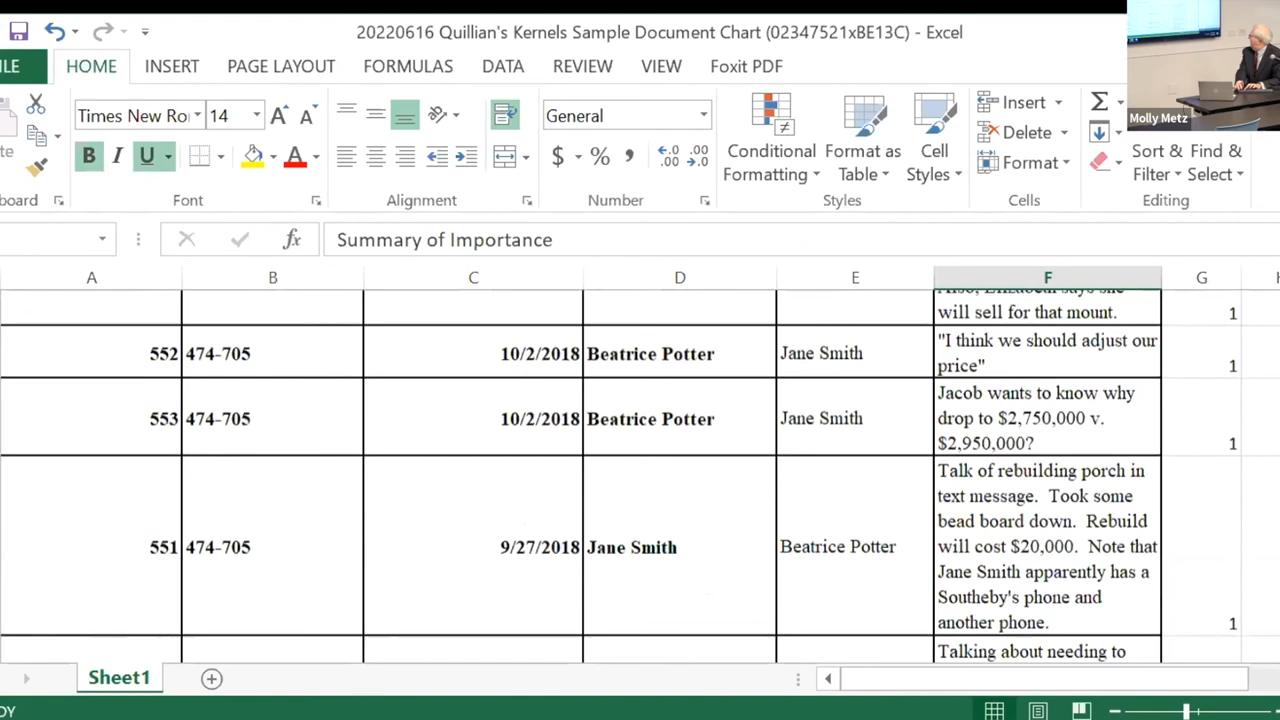 20220616 Quillian's Kernels Sample Document Chart (02347521xBE13C) - Excel
HOME INSERT PAGE LAYOUT FORMULAS DATA REVIEW VIEW Foxit PDF
Times New Ro 14 General
B I U A $ %
Conditional Formatting
Format as Table
Cell Styles
Insert
Delete
Format
Sort & Filter
Find & Select
Font Alignment Number Styles Cells Editing
Molly Metz
fx Summary of Importance
A B C D E F G
will sell for that mount. 1
552 474-705 10/2/2018 Beatrice Potter Jane Smith "I think we should adjust our
price" 1
553 474-705 10/2/2018 Beatrice Potter Jane Smith Jacob wants to know why
drop to $2,750,000 v.
$2,950,000? 1
551 474-705 9/27/2018 Jane Smith Beatrice Potter Talk of rebuilding porch in
text message. Took some
bead board down. Rebuild
will cost $20,000. Note that
Jane Smith apparently has a
Southeby's phone and
another phone. 1
Talking about needing to
Sheet1